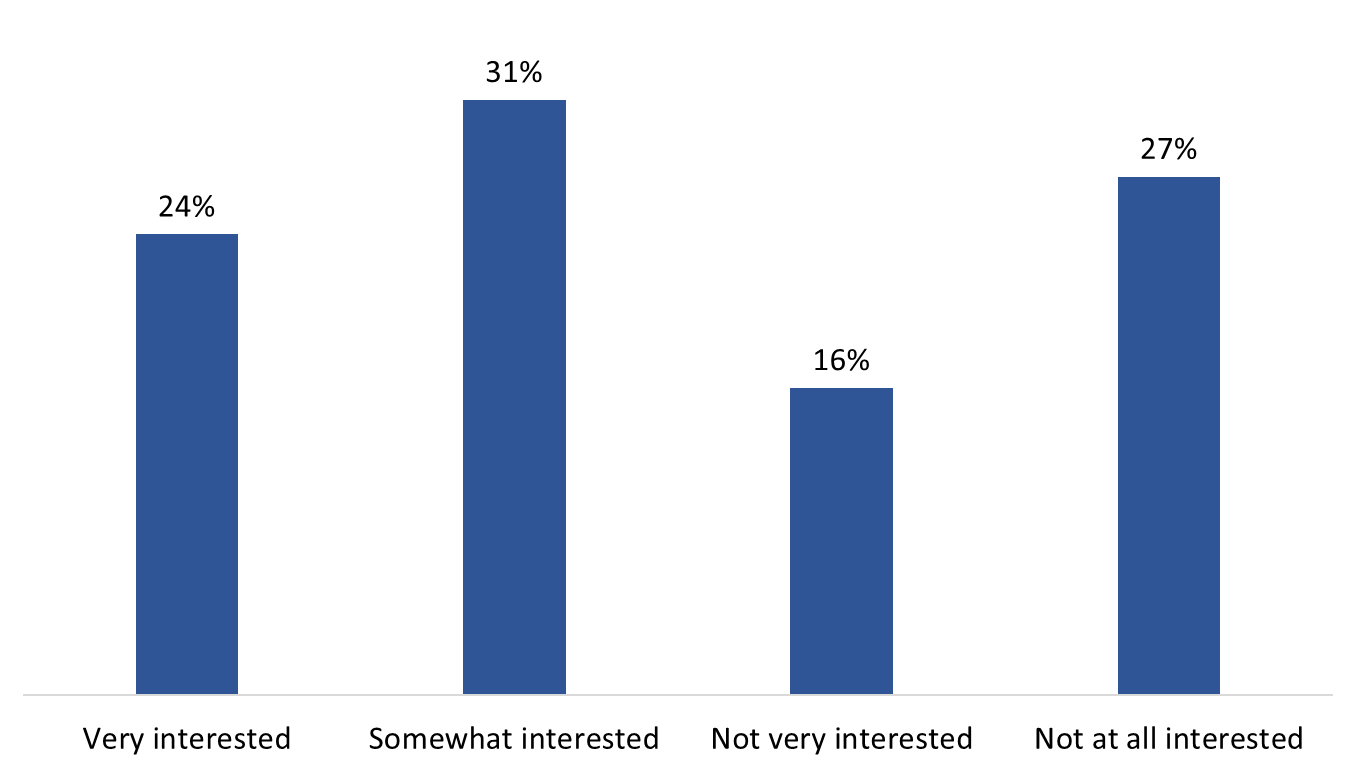 31%
27%
24%
16%
Very interested Somewhat interested Not very interested Not at all interested